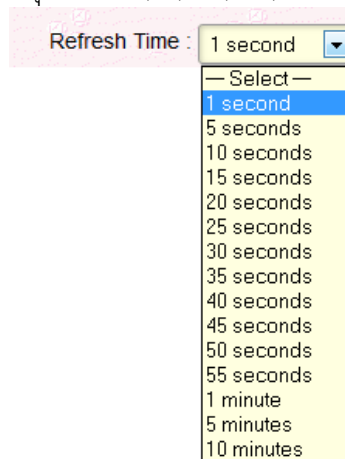 Refresh Time : 1 second
— Select —
1 second
5 seconds
10 seconds
15 seconds
20 seconds
25 seconds
30 seconds
35 seconds
40 seconds
45 seconds
50 seconds
55 seconds
1 minute
5 minutes
10 minutes